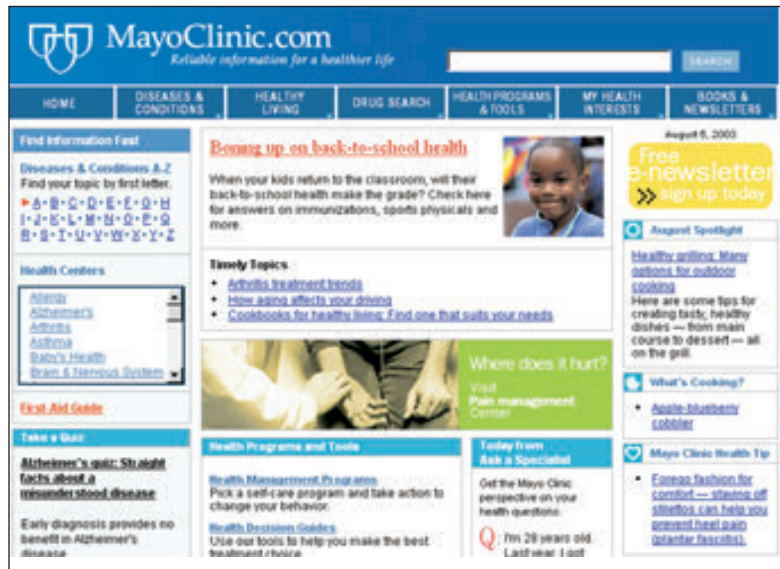 MayoClinic.com
Reliable information for a healthier life
SEARCH
HOME
DISEASES &
CONDITIONS
HEALTHY
LIVING
DRUG SEARCH
HEALTH PROGRAMS
& TOOLS
MY HEALTH
INTERESTS
BOOKS &
NEWSLETTERS
Find Information Fast
Diseases & Conditions A-Z
Find your topic by
first letter.
A • B • C • D • E • F • G • H
I • J • K • L • M • N • O • P • Q
R • S • T • U • V • W • X • Y • Z
Health Centers
Allergy
Alzheimer's
Arthritis
Asthma
Baby's Health
Brain & Nervous System
First-Aid Guide
Take a Quiz
Alzheimer's quiz: Straight
facts about a
misunderstood disease
Early diagnosis provides no
benefit in Alzheimer's
disease
Boning up on back-to-school health
When your kids return to the classroom, will their
back-to-school health make the grade? Check here
for answers on immunizations, sports physicals and
more.
Timely Topics
• Arthritis treatment trends
• How aging affects your driving
• Cookbooks for healthy living: Find one that suits your needs
Where does it hurt?
Visit
Pain management
Center
Health Programs and Tools
Health Management Programs
Pick a self-care program and take action to
change your behavior.
Health Decision Guides
Use our tools to help you make the best
treatment choice
Today from
Ask a Specialist
Get the Mayo Clinic
perspective on your
health questions.
Q: I'm 28 years old.
Last year I got
August 6, 2003
Free
e-newsletter
sign up today
August Spotlight
Healthy grilling: Many
options for outdoor
cooking
Here are some tips for
creating tasty, healthy
dishes — from main
course to dessert — all
on the grill.
What's Cooking?
• Apple-blueberry
cobbler
Mayo Clinic Health Tip
• Forego fashion for
comfort — staving off
stilettos can help you
prevent heel pain
(plantar fasciitis).